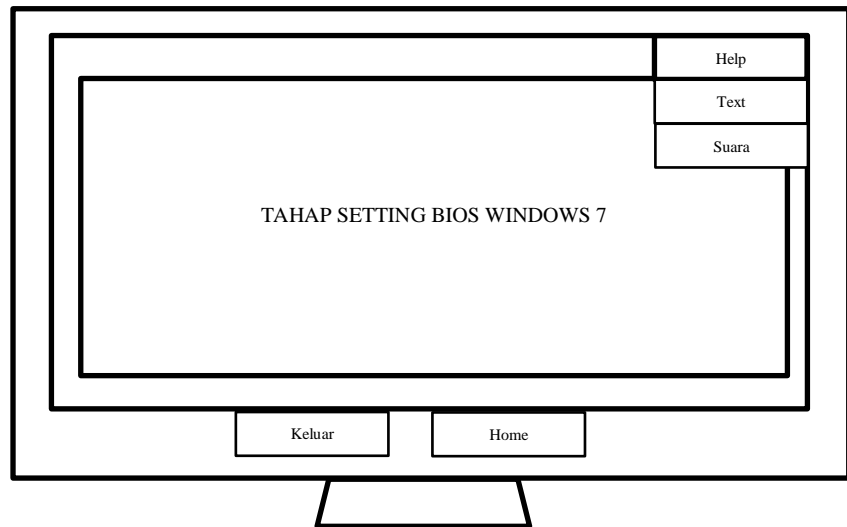 Help
Text
Suara
TAHAP SETTING BIOS WINDOWS 7
Keluar
Home